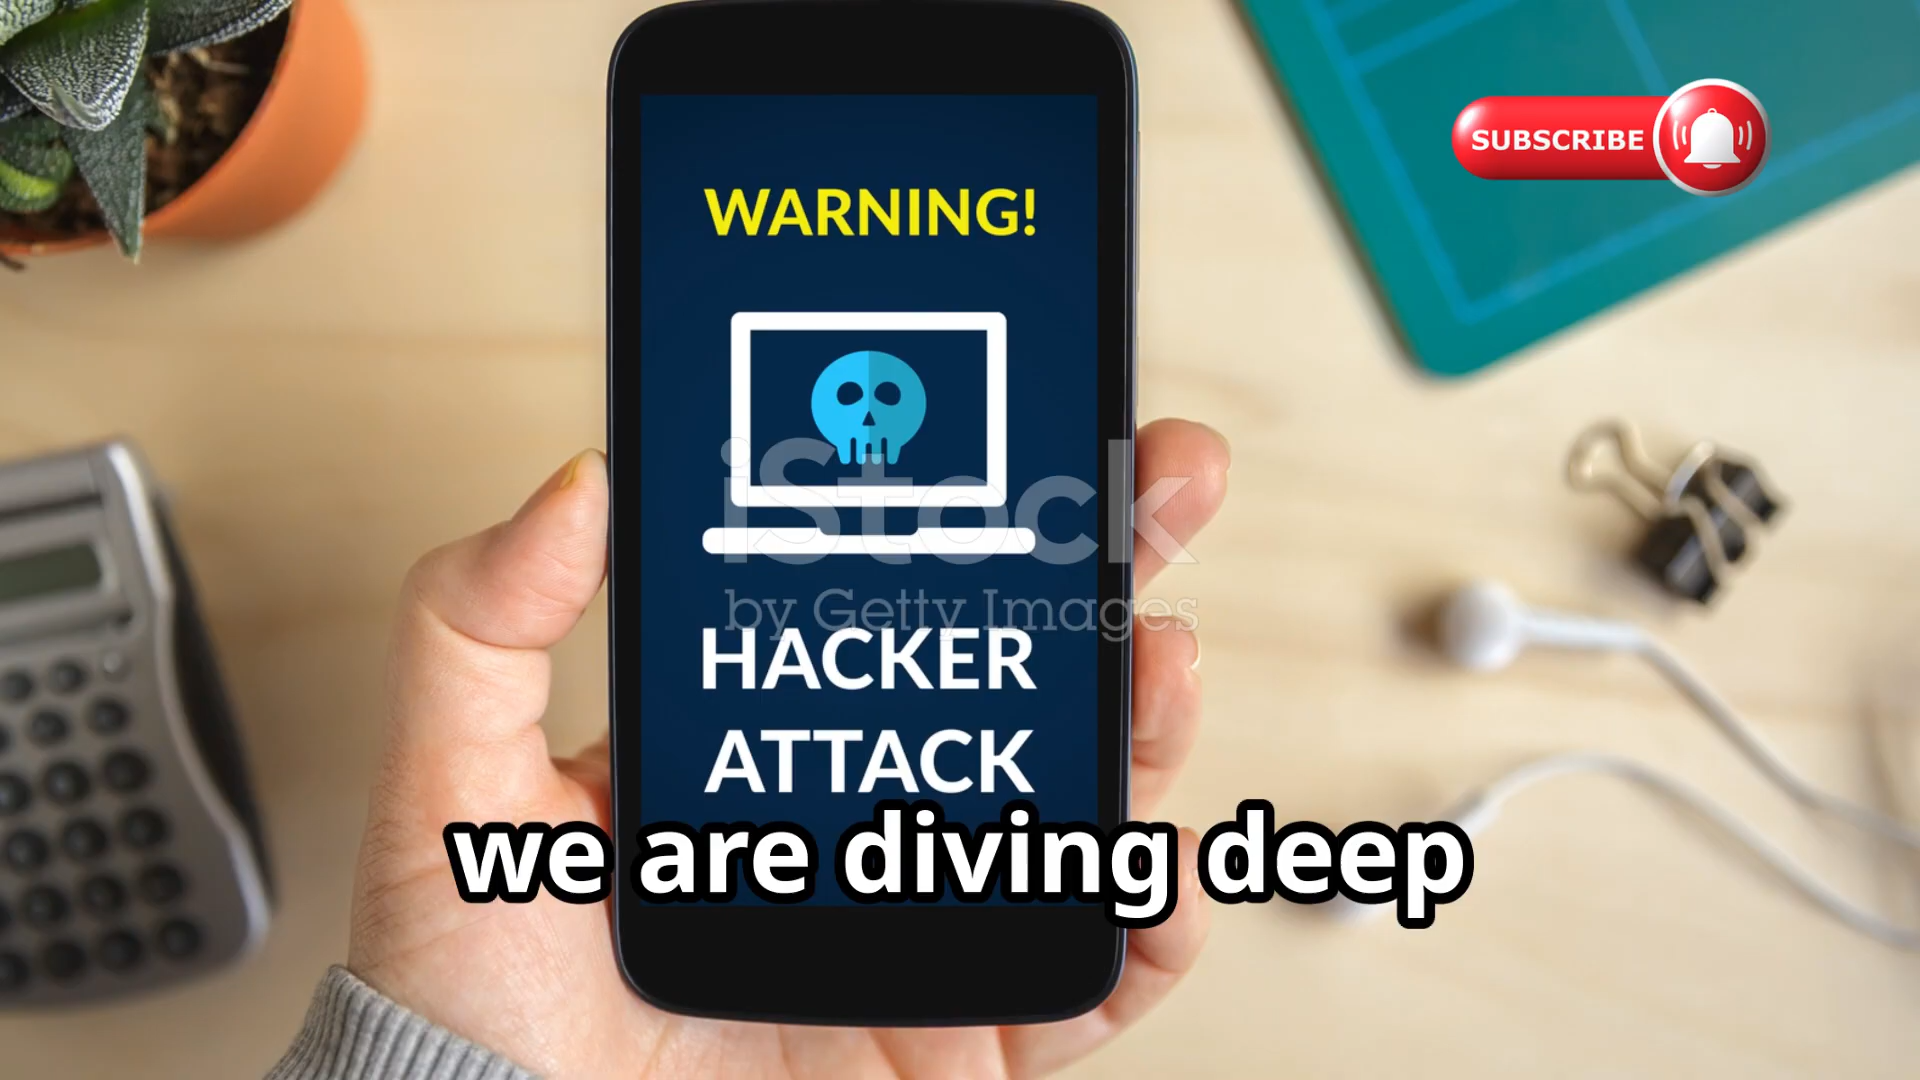 SUBSCRIBE
WARNING!
iStock
by Getty Images
HACKER
ATTACK
we are diving deep